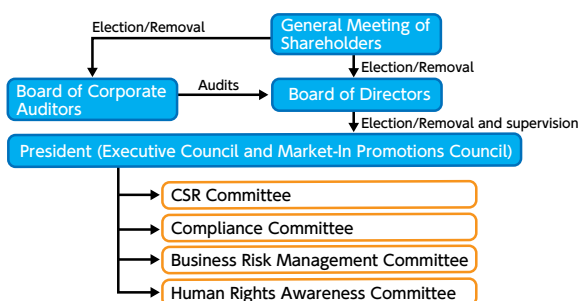 Election/Removal
General Meeting of
Shareholders
Election/Removal
Board of Corporate
Auditors
Audits
Board of Directors
Election/Removal and supervision
President (Executive Council and Market-In Promotions Council)
CSR Committee
Compliance Committee
Business Risk Management Committee
Human Rights Awareness Committee